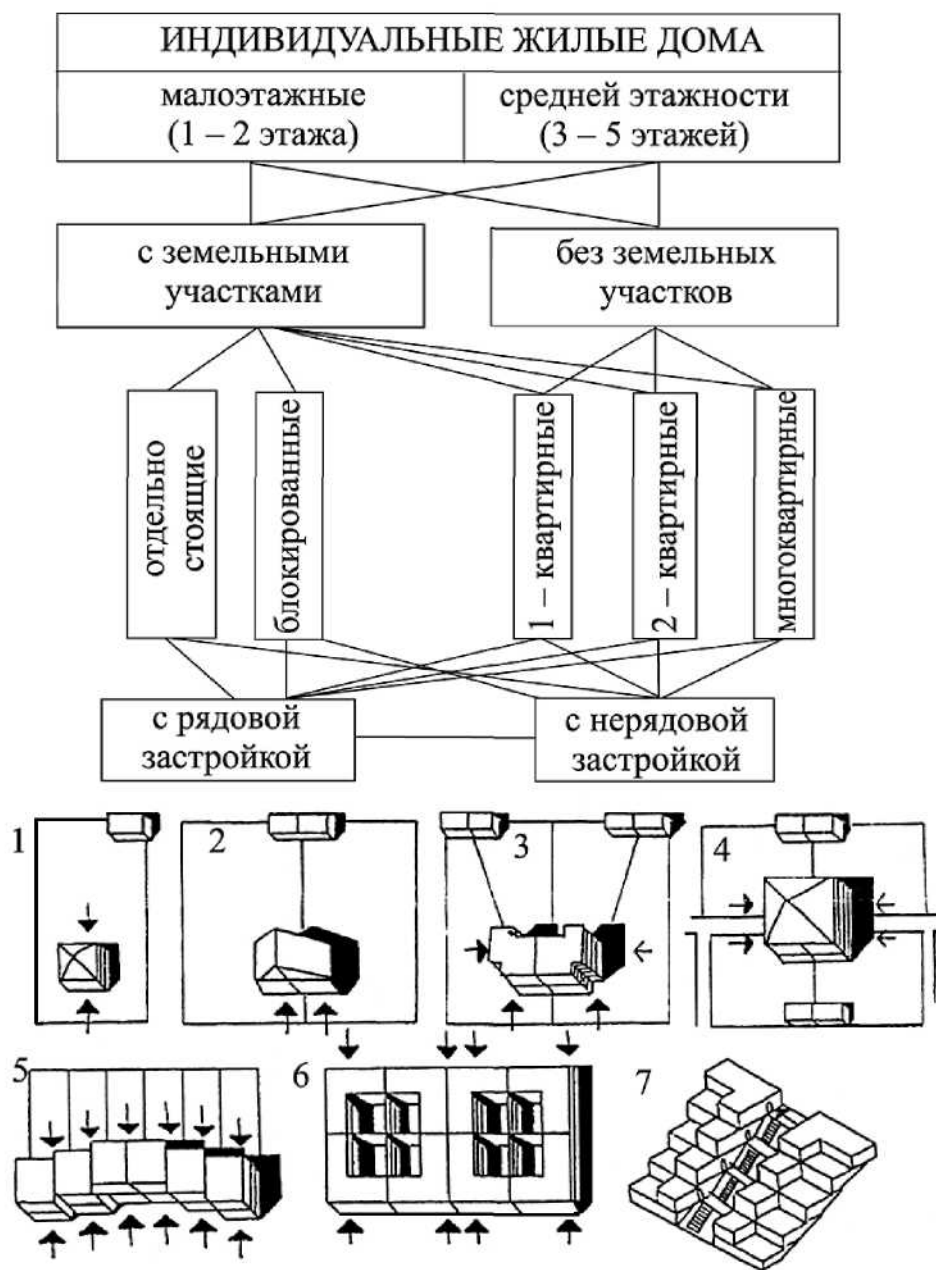 ИНДИВИДУАЛЬНЫЕ ЖИЛЫЕ ДОМА
малоэтажные
(1 – 2 этажа)
средней этажности
(3 – 5 этажей)
с земельными
участками
без земельных
участков
отдельно
стоящие
блокированные
1 – квартирные
2 – квартирные
многоквартирные
с рядовой
застройкой
с нерядовой
застройкой
1
2
3
4
5
6
7